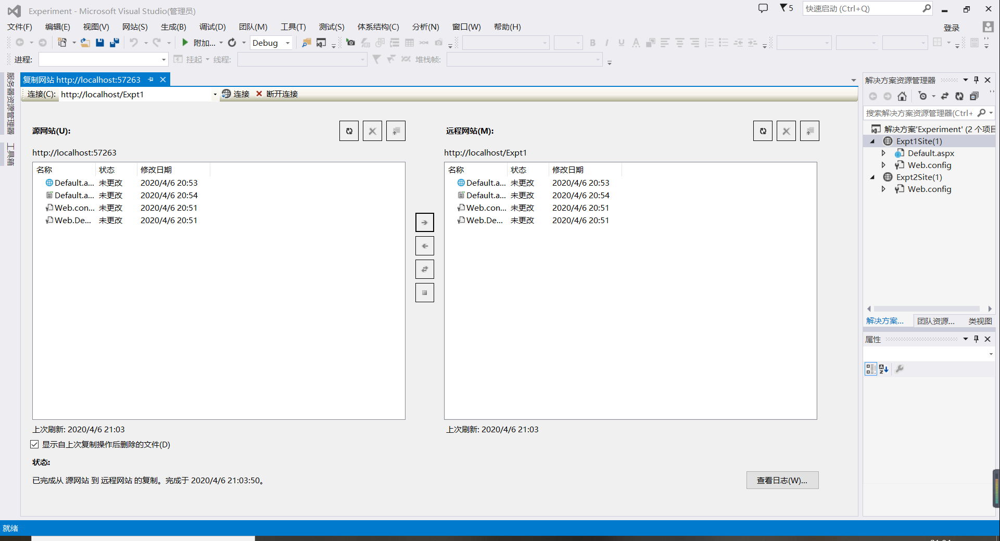 Experiment - Microsoft Visual Studio(管理员)
5
快速启动 (Ctrl+Q)
文件(F) 编辑(E) 视图(V) 网站(S) 生成(B) 调试(D) 团队(M) 工具(T) 测试(S) 体系结构(C) 分析(N) 窗口(W) 帮助(H)
登录
附加... Debug
进程: 挂起 线程: 堆栈帧:
服务器资源管理器
工具箱
复制网站 http://localhost:57263
连接(C): http://localhost/Expt1 连接 断开连接
源网站(U):
http://localhost:57263
名称 状态 修改日期
Default.a... 未更改 2020/4/6 20:53
Default.a... 未更改 2020/4/6 20:54
Web.con... 未更改 2020/4/6 20:51
Web.De... 未更改 2020/4/6 20:51
上次刷新: 2020/4/6 21:03
远程网站(M):
http://localhost/Expt1
名称 状态 修改日期
Default.a... 未更改 2020/4/6 20:53
Default.a... 未更改 2020/4/6 20:54
Web.con... 未更改 2020/4/6 20:51
Web.De... 未更改 2020/4/6 20:51
上次刷新: 2020/4/6 21:03
显示自上次复制操作后删除的文件(D)
状态:
已完成从 源网站 到 远程网站 的复制。完成于 2020/4/6 21:03:50。
查看日志(W)...
解决方案资源管理器
搜索解决方案资源管理器(Ctrl+
解决方案'Experiment' (2 个项目
Expt1Site(1)
Default.aspx
Web.config
Expt2Site(1)
Web.config
解决方案... 团队资源... 类视图
属性
就绪